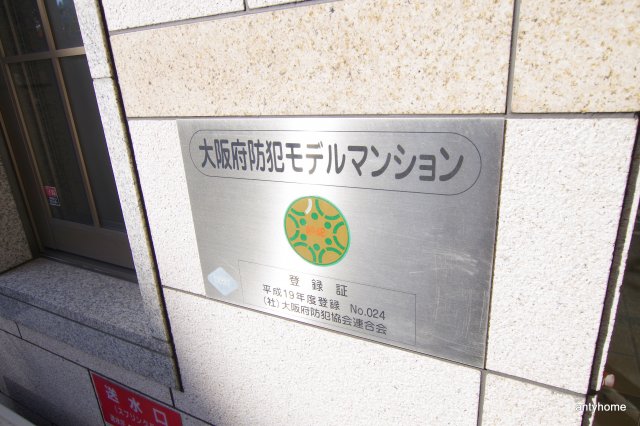 大阪府防犯モデルマンション
登録証
平成19年度登録 No.024
(社)大阪府防犯協会連合会
送水口
antyhome